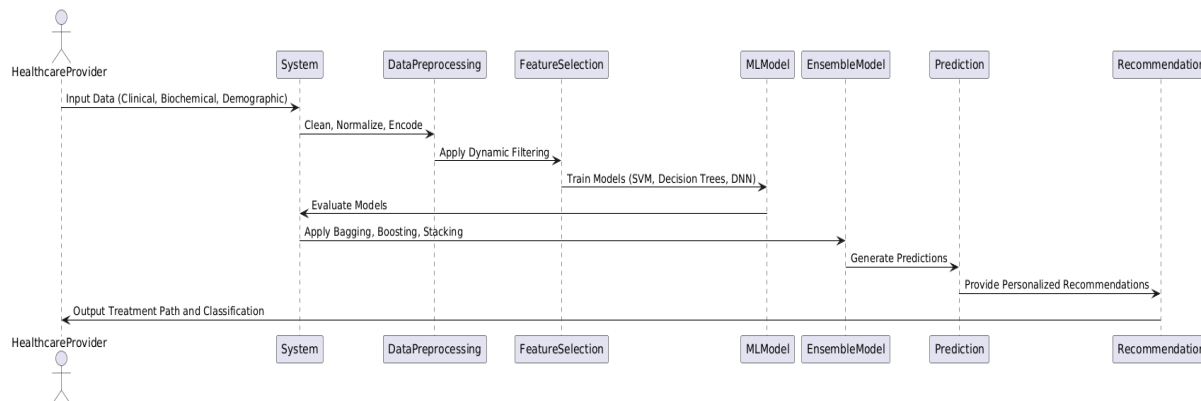 HealthcareProvider
System
DataPreprocessing
FeatureSelection
MLModel
EnsembleModel
Prediction
Recommendation
Input Data (Clinical, Biochemical, Demographic)
Clean, Normalize, Encode
Apply Dynamic Filtering
Train Models (SVM, Decision Trees, DNN)
Evaluate Models
Apply Bagging, Boosting, Stacking
Generate Predictions
Provide Personalized Recommendations
Output Treatment Path and Classification
HealthcareProvider
System
DataPreprocessing
FeatureSelection
MLModel
EnsembleModel
Prediction
Recommendation